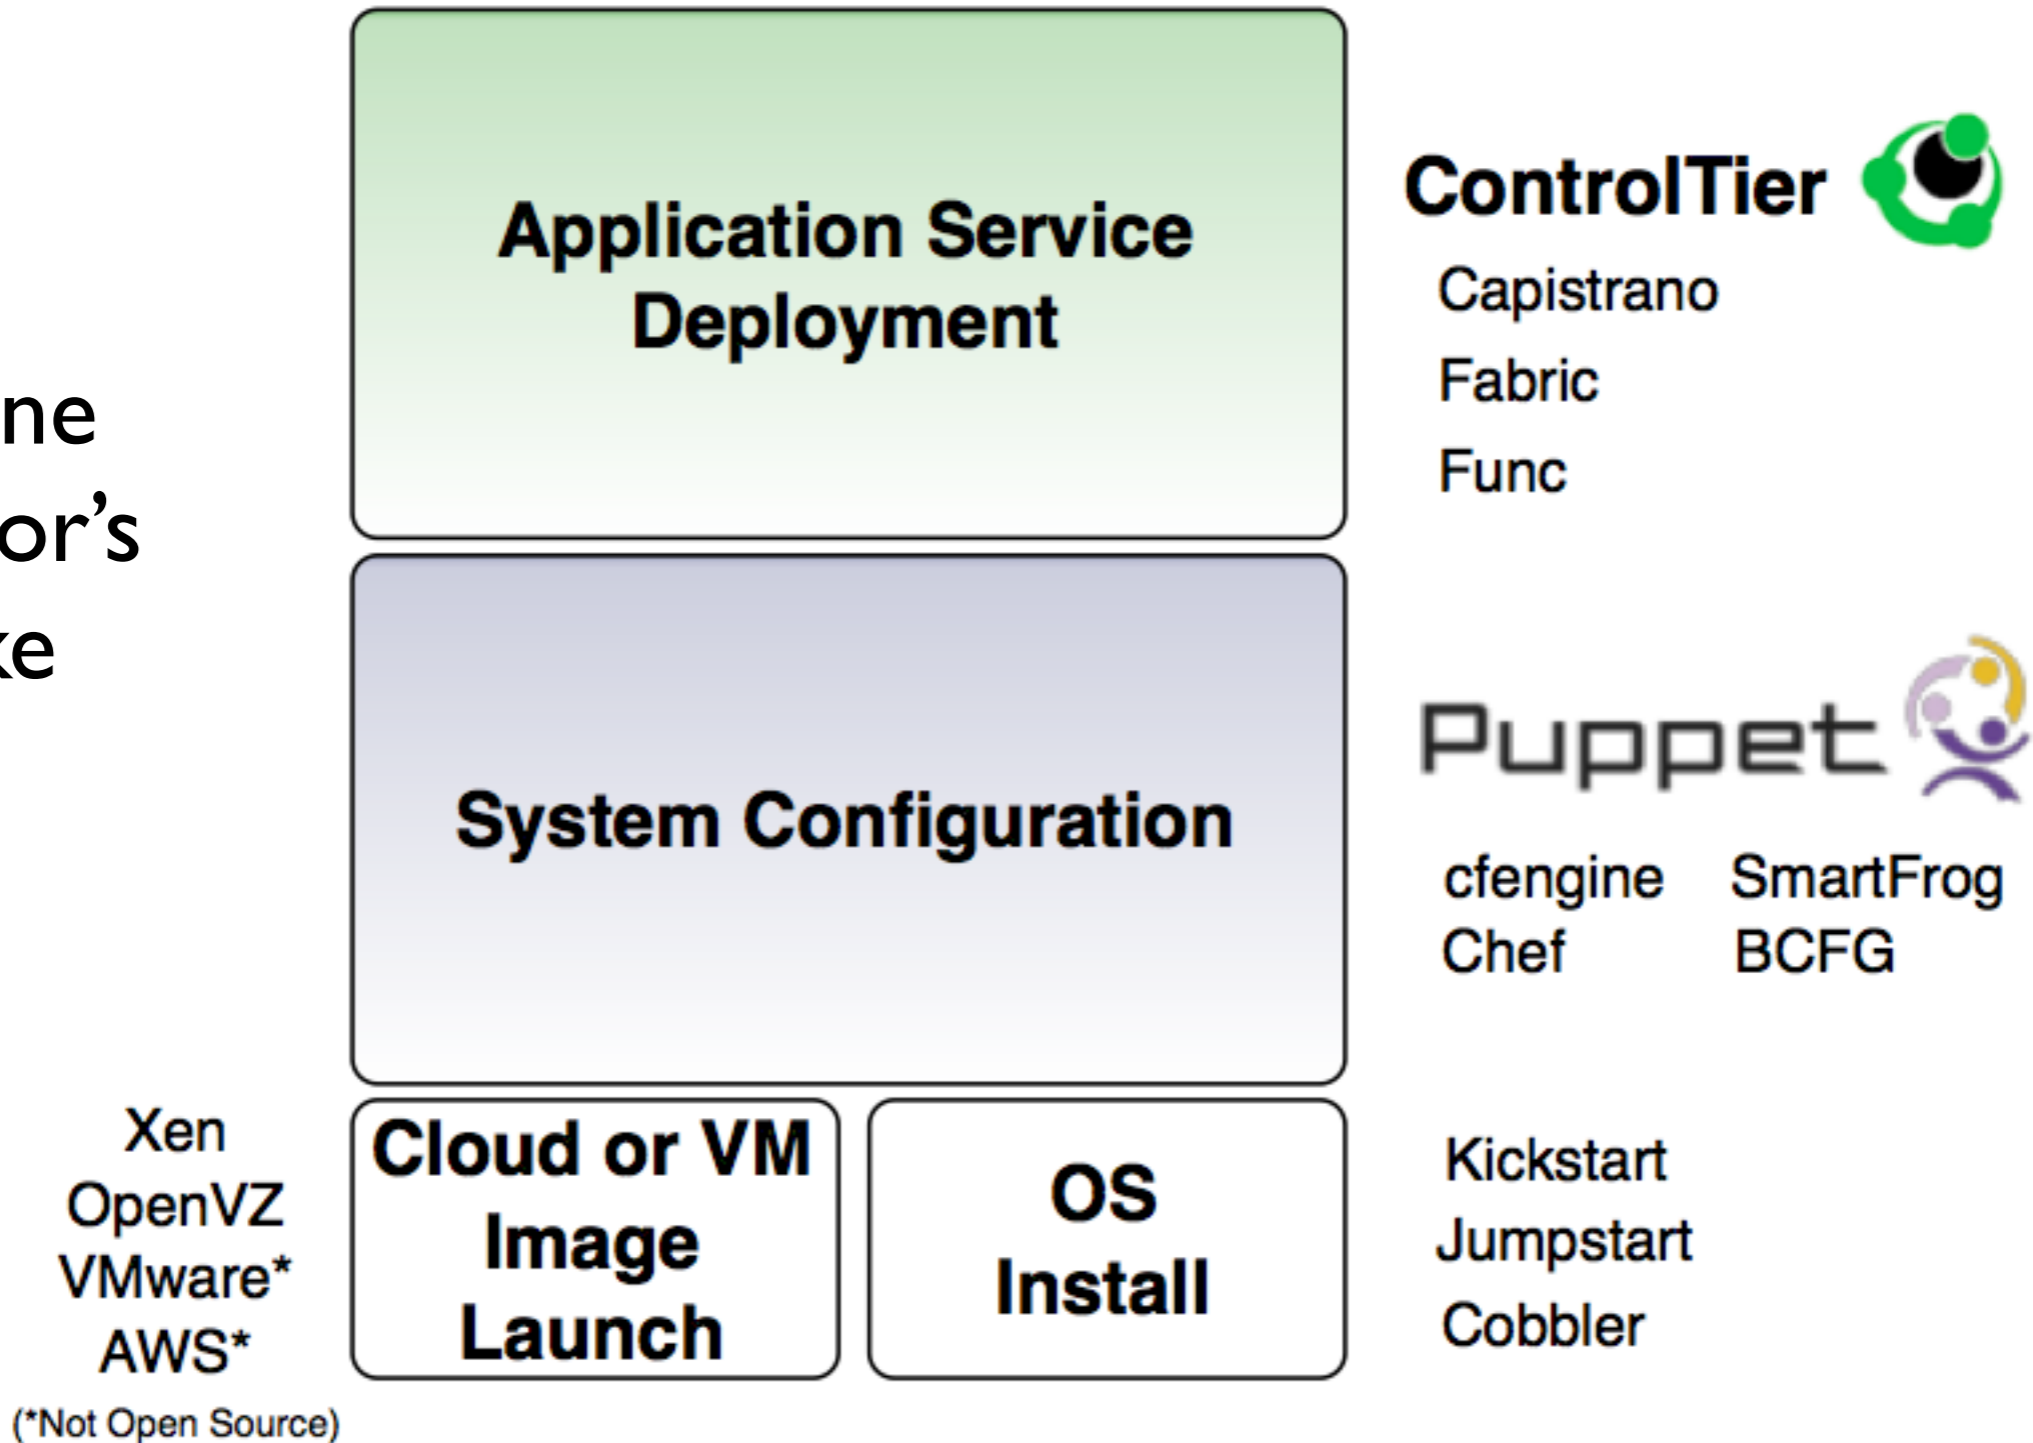 Application Service
Deployment
ControlTier
Capistrano
Fabric
Func
ne
or’s
ke
System Configuration
Puppet
cfengine SmartFrog
Chef BCFG
Xen
OpenVZ
VMware*
AWS*
(*Not Open Source)
Cloud or VM
Image
Launch
OS
Install
Kickstart
Jumpstart
Cobbler